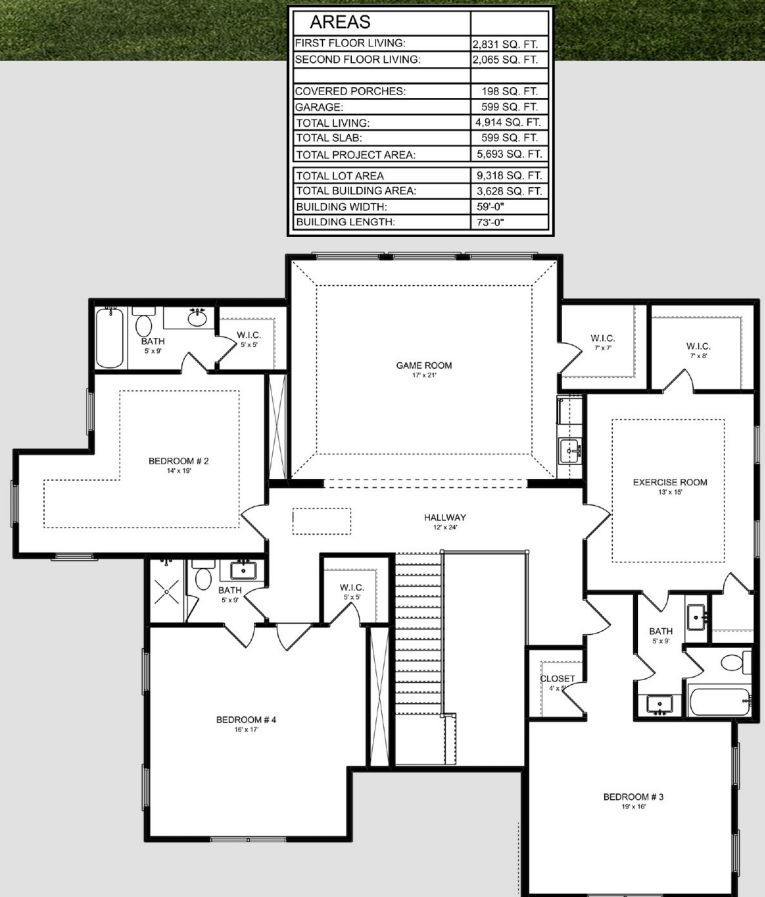 AREAS
FIRST FLOOR LIVING: 2,831 SQ. FT.
SECOND FLOOR LIVING: 2,065 SQ. FT.
COVERED PORCHES: 198 SQ. FT.
GARAGE: 599 SQ. FT.
TOTAL LIVING: 4,914 SQ. FT.
TOTAL SLAB: 599 SQ. FT.
TOTAL PROJECT AREA: 5,693 SQ. FT.
TOTAL LOT AREA 9,318 SQ. FT.
TOTAL BUILDING AREA: 3,628 SQ. FT.
BUILDING WIDTH: 59'-0"
BUILDING LENGTH: 73'-0"
BATH
5' x 9'
W.I.C.
5' x 5'
GAME ROOM
17' x 21'
W.I.C.
7' x 7'
W.I.C.
7' x 8'
BEDROOM # 2
14' x 19'
EXERCISE ROOM
13' x 15'
HALLWAY
12' x 24'
BATH
5' x 9'
W.I.C.
5' x 5'
BATH
5' x 9'
CLOSET
4' x 5'
BEDROOM # 4
16' x 17'
BEDROOM # 3
19' x 16'